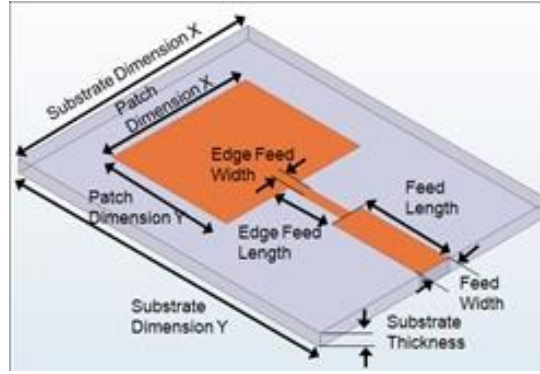 Substrate Dimension X
Patch
Dimension X
Edge Feed
Width
Feed
Length
Patch
Dimension Y
Edge Feed
Length
Feed
Width
Substrate
Dimension Y
Substrate
Thickness